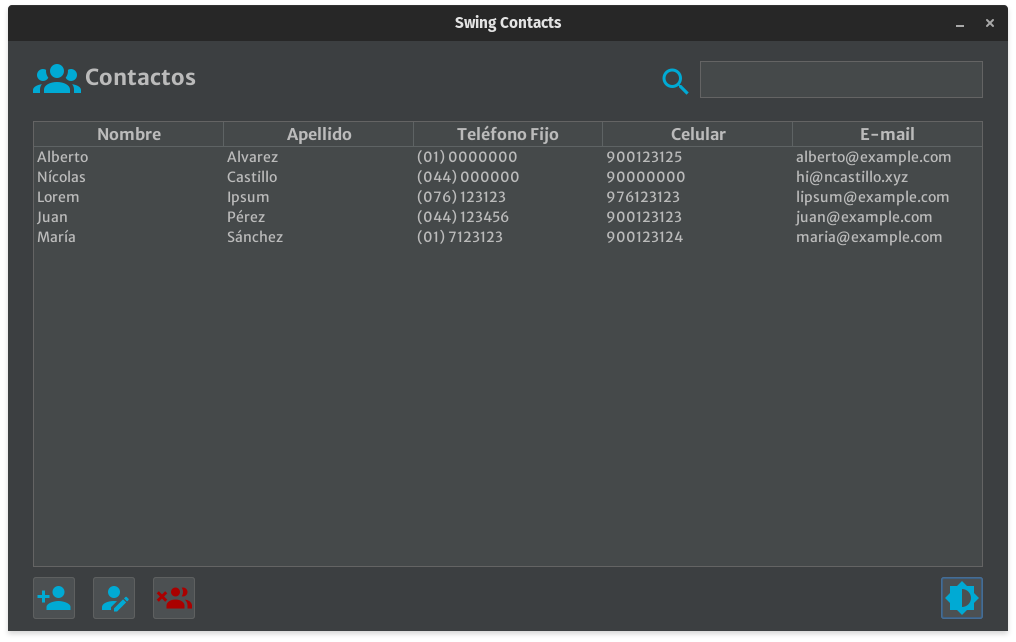 Swing Contacts
Contactos
Nombre Apellido Teléfono Fijo Celular E-mail
Alberto Alvarez (01) 0000000 900123125 alberto@example.com
Nícolas Castillo (044) 000000 90000000 hi@ncastillo.xyz
Lorem Ipsum (076) 123123 976123123 lipsum@example.com
Juan Pérez (044) 123456 900123123 juan@example.com
María Sánchez (01) 7123123 900123124 maria@example.com